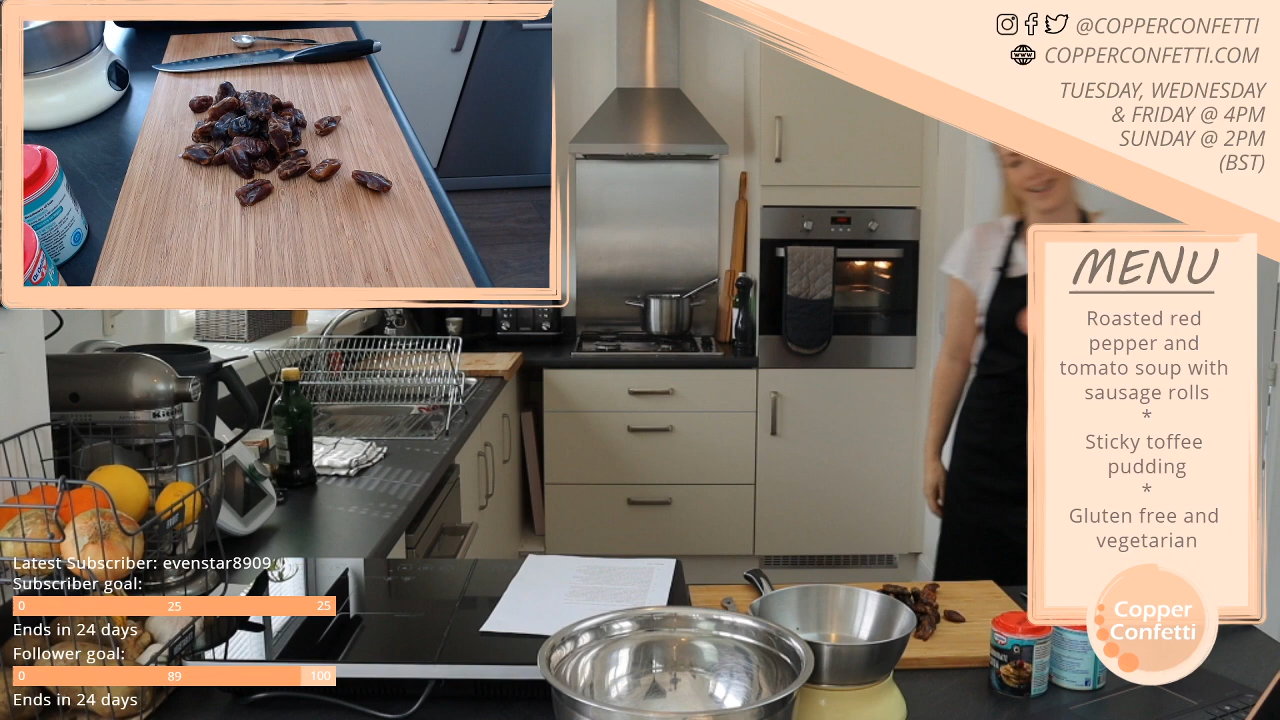 @COPPERCONFETTI
COPPERCONFETTI.COM
TUESDAY, WEDNESDAY
& FRIDAY @ 4PM
SUNDAY @ 2PM
(BST)
MENU
Roasted red
pepper and
tomato soup with
sausage rolls
*
Sticky toffee
pudding
*
Gluten free and
vegetarian
Copper
Confetti
Latest Subscriber: evenstar8909
Subscriber goal:
0 25 25
Ends in 24 days
Follower goal:
0 89 100
Ends in 24 days